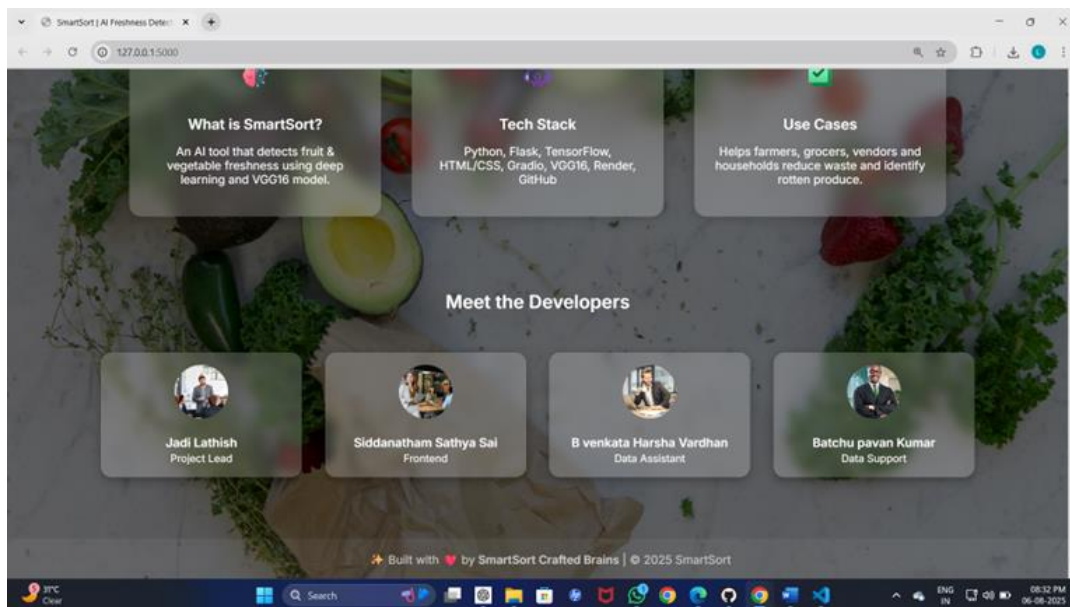 SmartSort | AI Freshness Detect
127.0.0.1:5000
What is SmartSort?
An AI tool that detects fruit &
vegetable freshness using deep
learning and VGG16 model.
Tech Stack
Python, Flask, TensorFlow,
HTML/CSS, Gradio, VGG16, Render,
GitHub
Use Cases
Helps farmers, grocers, vendors and
households reduce waste and identify
rotten produce.
Meet the Developers
Jadi Lathish
Project Lead
Siddanatham Sathya Sai
Frontend
B venkata Harsha Vardhan
Data Assistant
Batchu pavan Kumar
Data Support
✨ Built with ❤️ by SmartSort Crafted Brains | © 2025 SmartSort
31°C
Clear
Search
ENG
IN
08:32 PM
06-08-2025